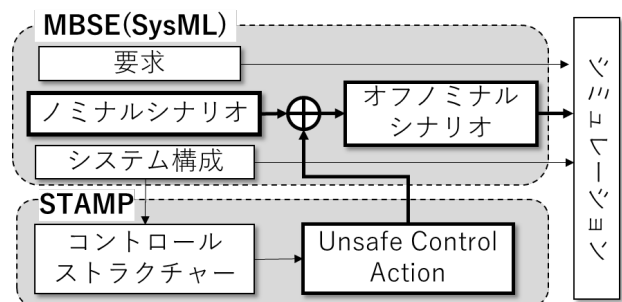 MBSE(SysML)
要求
ノミナルシナリオ
オフノミナル
シナリオ
システム構成
シミュレーション
STAMP
コントロール
ストラクチャー
Unsafe Control
Action